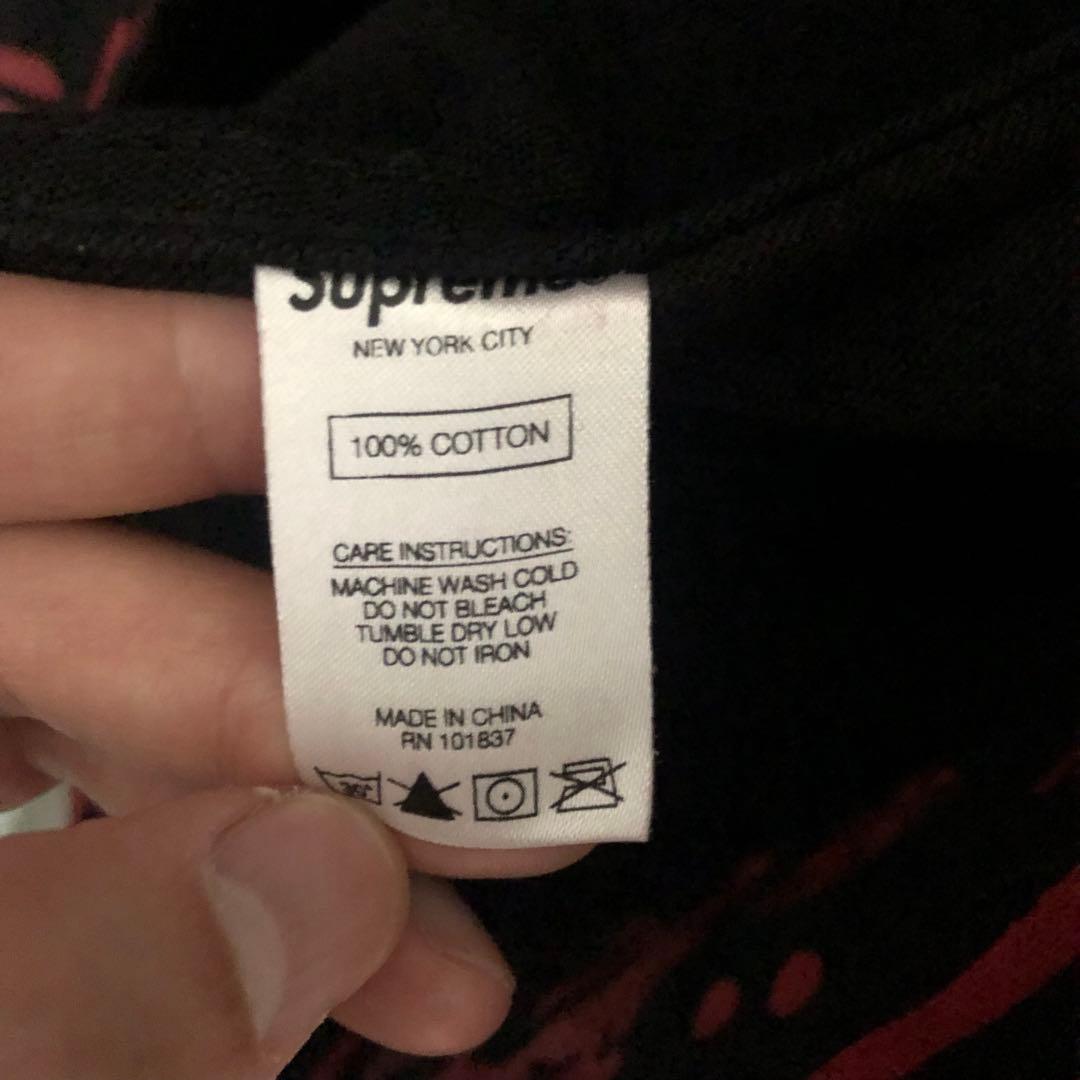 Supreme
NEW YORK CITY
100% COTTON
CARE INSTRUCTIONS:
MACHINE WASH COLD
DO NOT BLEACH
TUMBLE DRY LOW
DO NOT IRON
MADE IN CHINA
RN 101837